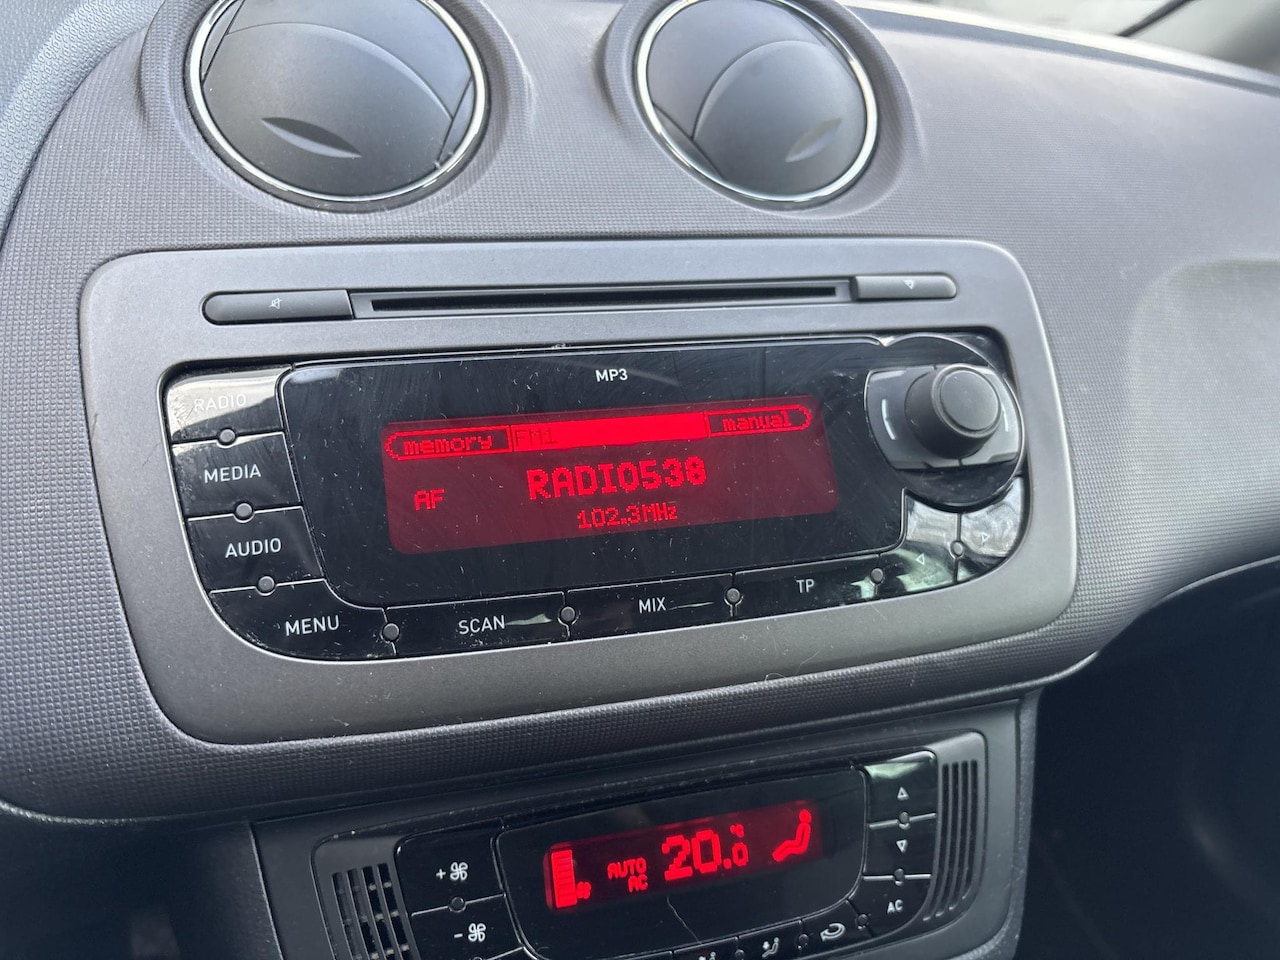 MP3
RADIO
memory FM1 manual
MEDIA
RADIO538
AF
102.3MHz
AUDIO
MENU
SCAN
MIX
TP
AUTO
AC
20.0
°C
AC
+
-